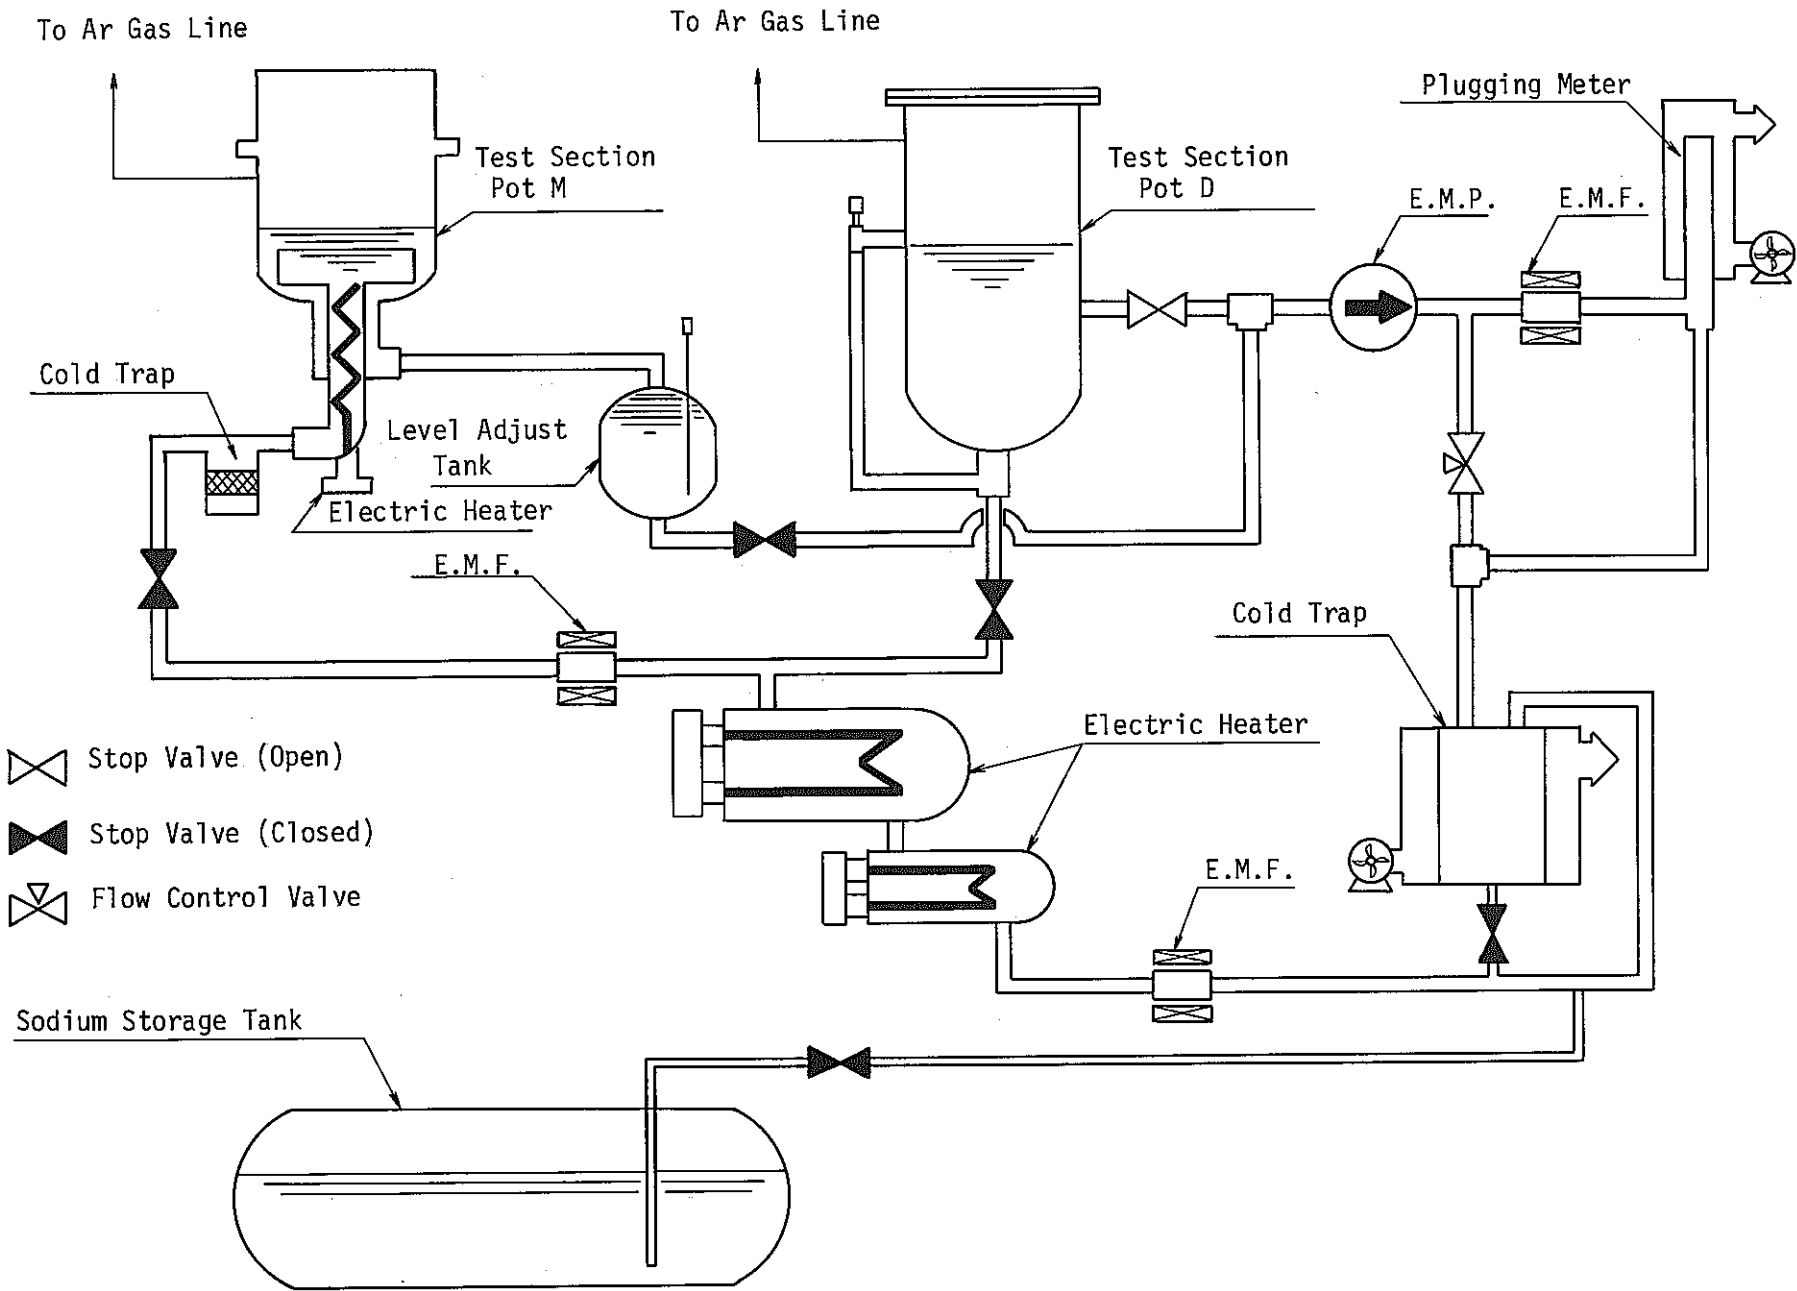 To Ar Gas Line
To Ar Gas Line
Plugging Meter
Test Section
Pot M
Test Section
Pot D
E.M.P.
E.M.F.
Cold Trap
Level Adjust
Tank
Electric Heater
E.M.F.
Cold Trap
Electric Heater
Stop Valve (Open)
Stop Valve (Closed)
E.M.F.
Flow Control Valve
Sodium Storage Tank